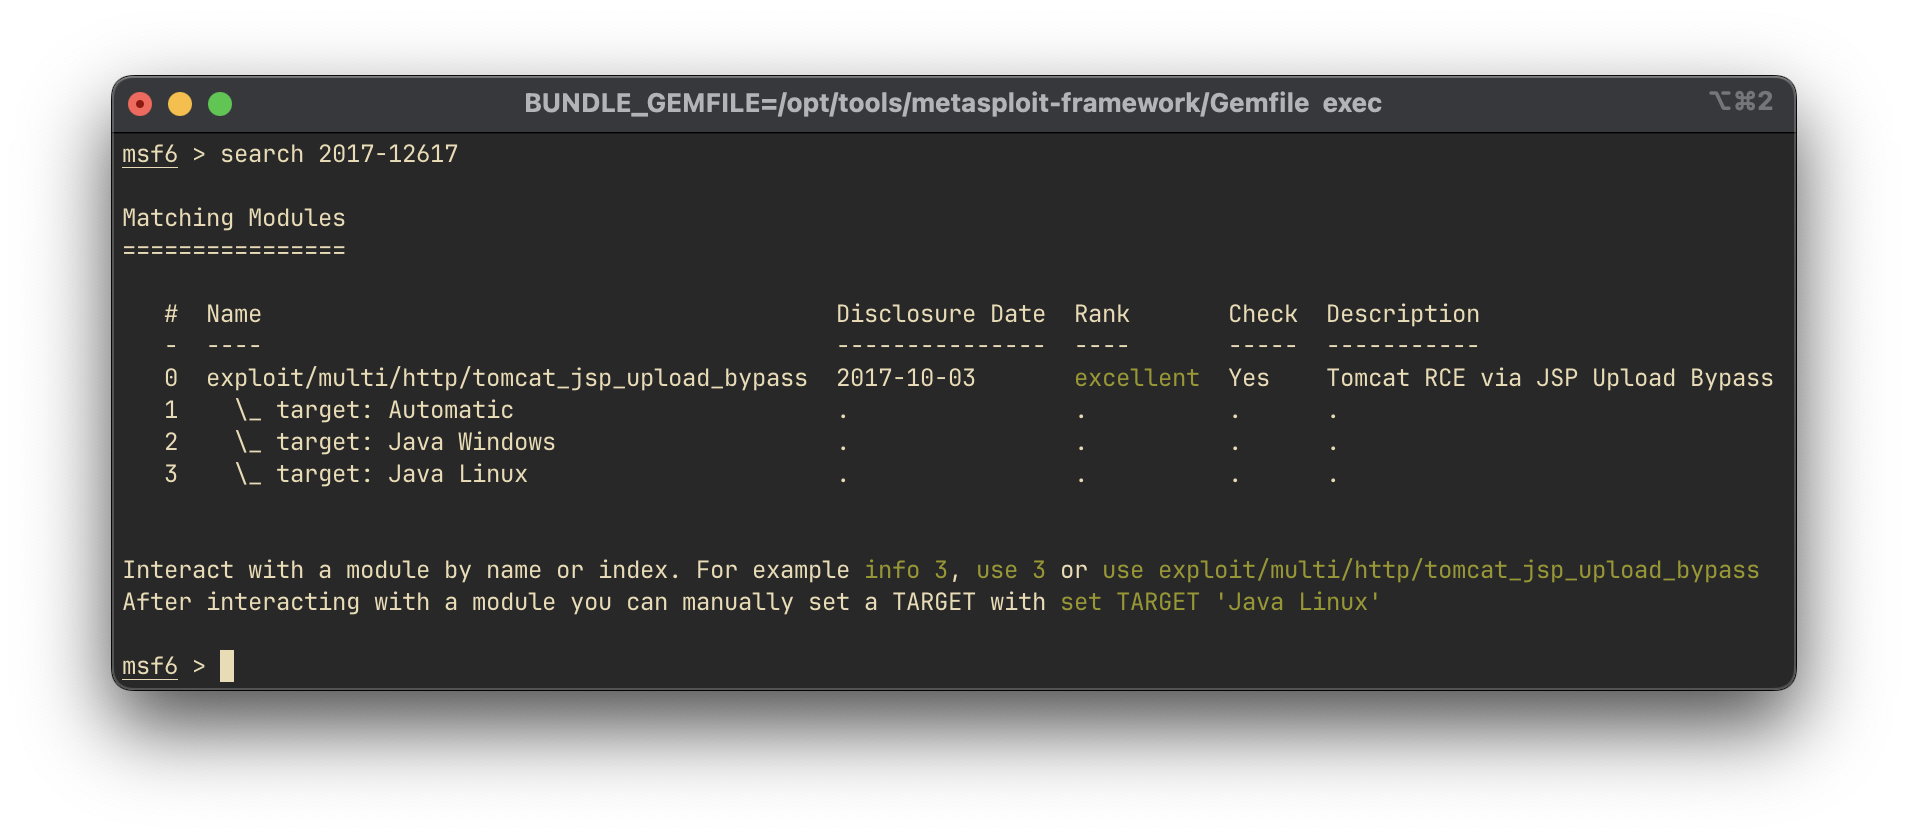 BUNDLE_GEMFILE=/opt/tools/metasploit-framework/Gemfile exec ⌥⌘2
msf6 > search 2017-12617
Matching Modules
================
#  Name                                         Disclosure Date  Rank       Check  Description
-  ----                                         ---------------  ----       -----  -----------
0  exploit/multi/http/tomcat_jsp_upload_bypass  2017-10-03       excellent  Yes    Tomcat RCE via JSP Upload Bypass
1    \_ target: Automatic                       .                .          .      .
2    \_ target: Java Windows                    .                .          .      .
3    \_ target: Java Linux                      .                .          .      .
Interact with a module by name or index. For example info 3, use 3 or use exploit/multi/http/tomcat_jsp_upload_bypass
After interacting with a module you can manually set a TARGET with set TARGET 'Java Linux'
msf6 >